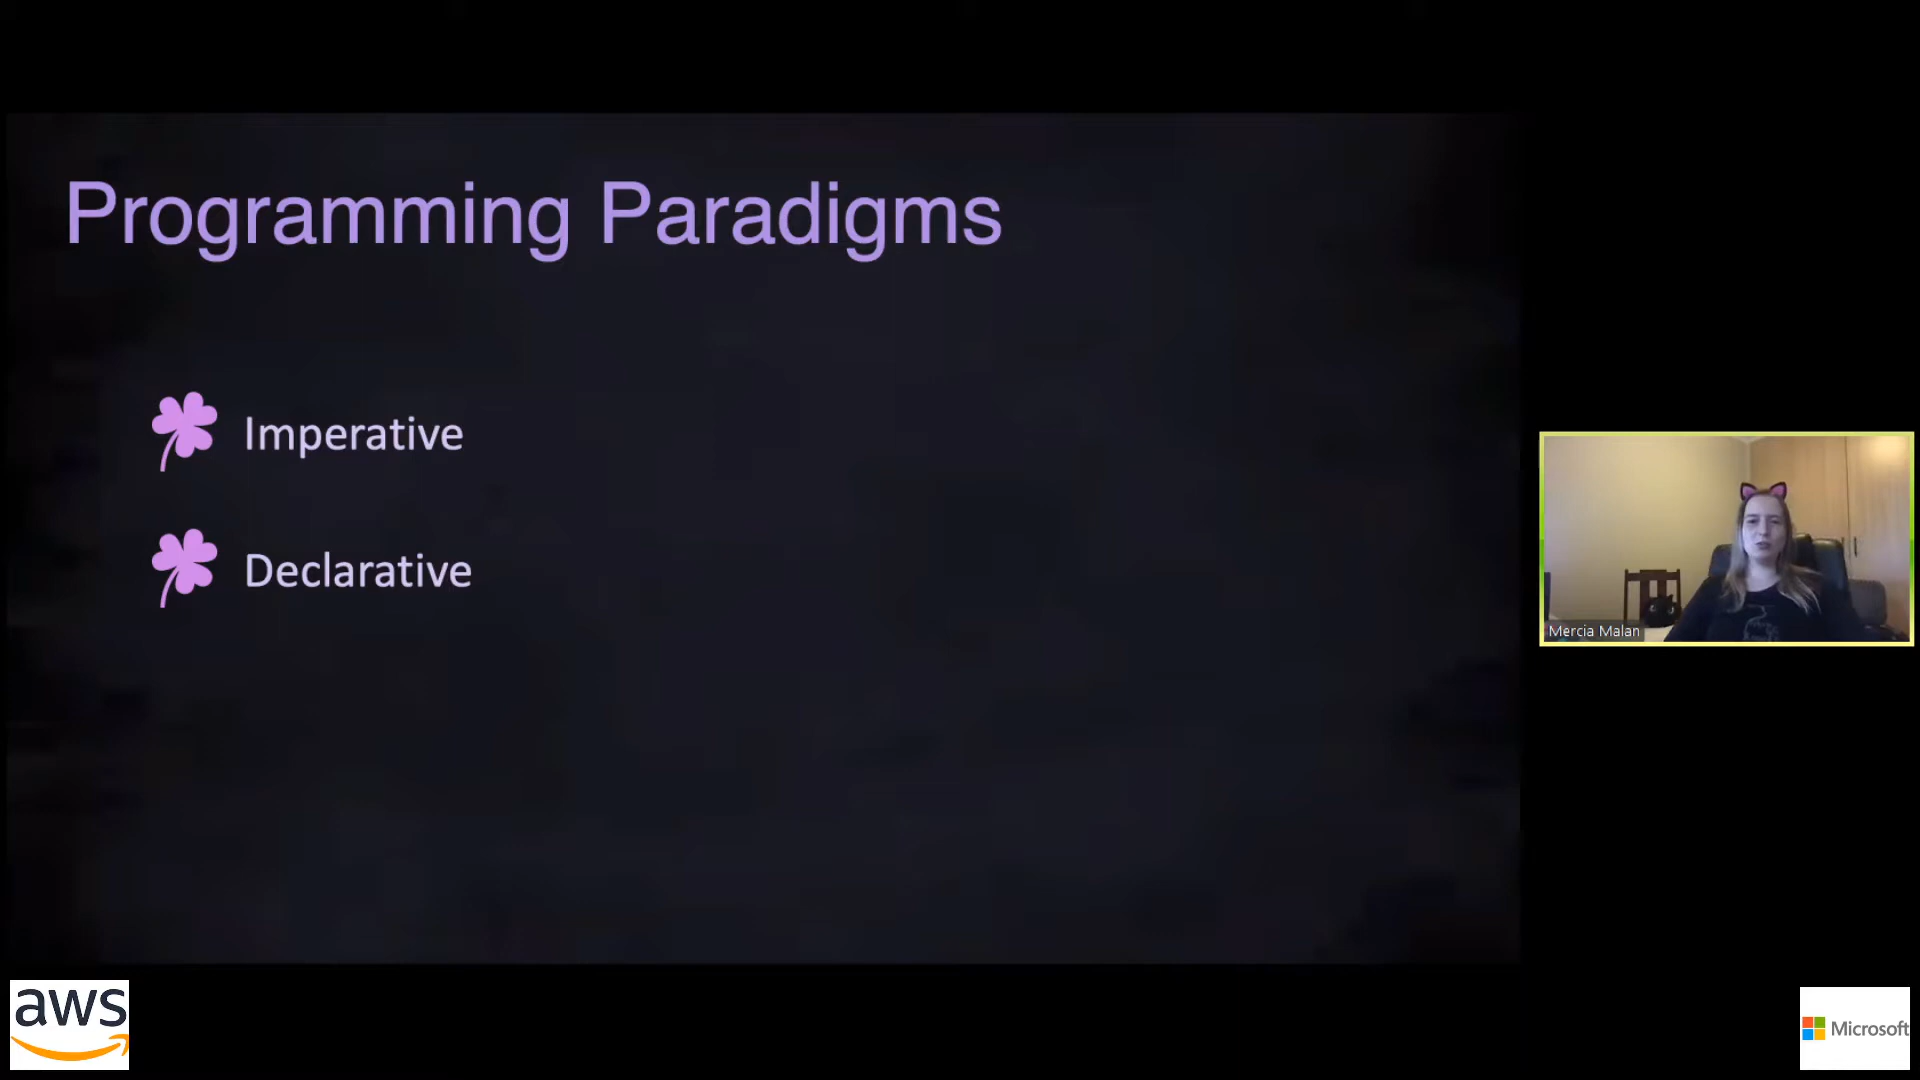 Programming Paradigms
Imperative
Declarative
Mercia Malan
aws
Microsoft